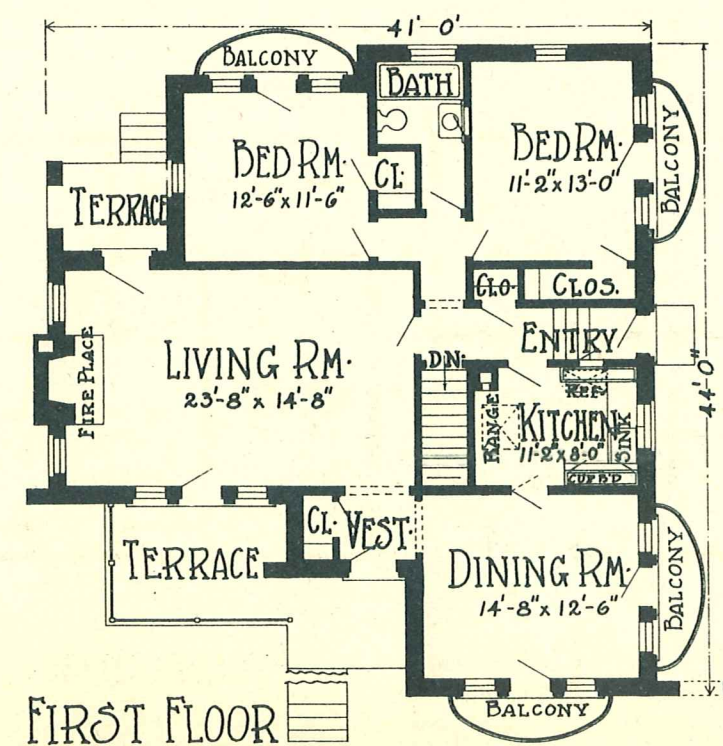 41'-0"
BALCONY
BATH
BED RM.
12'-6" x 11'-6"
CL.
BED RM.
11'-2" x 13'-0"
BALCONY
TERRACE
CLO.
CLOS.
LIVING RM.
23'-8" x 14'-8"
FIRE PLACE
ENTRY
DN.
REF.
RANGE
KITCHEN
11'-2" x 8'-0"
SINK
CUPB'D
44'-0"
CL.
VEST.
TERRACE
DINING RM.
14'-8" x 12'-6"
BALCONY
BALCONY
FIRST FLOOR